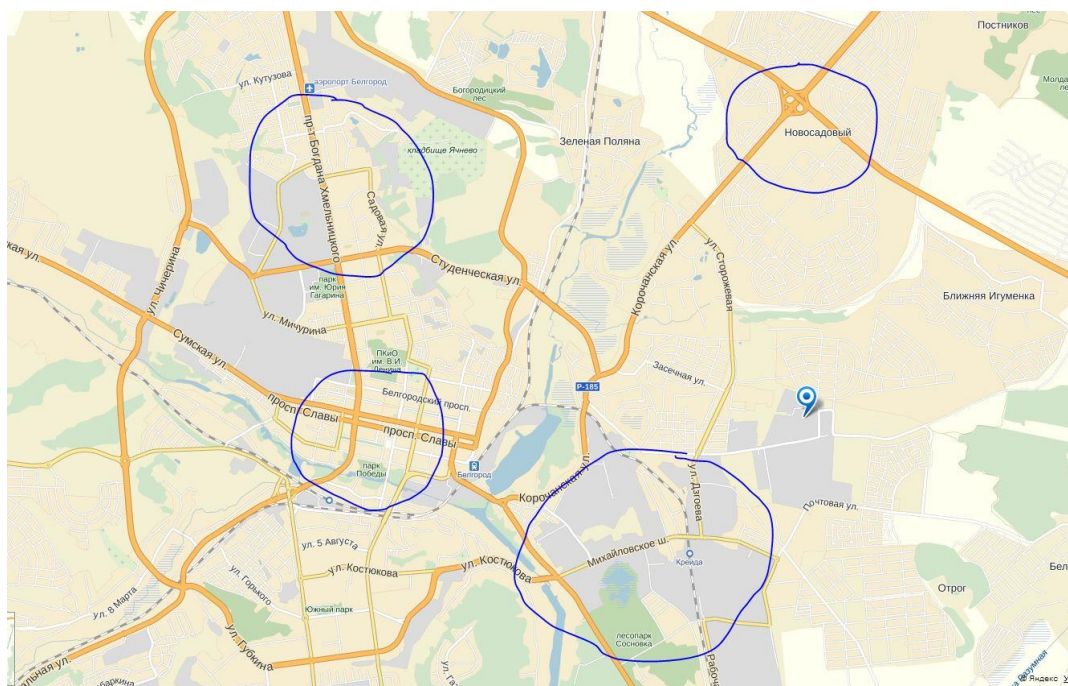 Постников
ул. Кутузова
аэропорт Белгород
Богородицкий
лес
Новосадовый
Зеленая Поляна
кладбище Ячнево
пр-т Богдана Хмельницкого
Садовая ул.
ул. Сторожевая
Корочанская ул.
Студенческая ул.
ул. Чичерина
парк
им. Юрия
Гагарина
Ближняя Игуменка
ул. Мичурина
Сумская ул.
ПКиО
им. В.И.
Ленина
Засечная ул.
Р-185
Белгородский просп.
просп. Славы
просп. Славы
парк
Победы
Белгород
Корочанская ул.
ул. Дзгоева
Почтовая ул.
ул. 5 Августа
Михайловское ш.
Крейда
ул. Костюкова
ул. Костюкова
ул. Горького
ул. 8 Марта
Южный парк
Отрог
ул. Губкина
лесопарк
Сосновка
© Яндекс